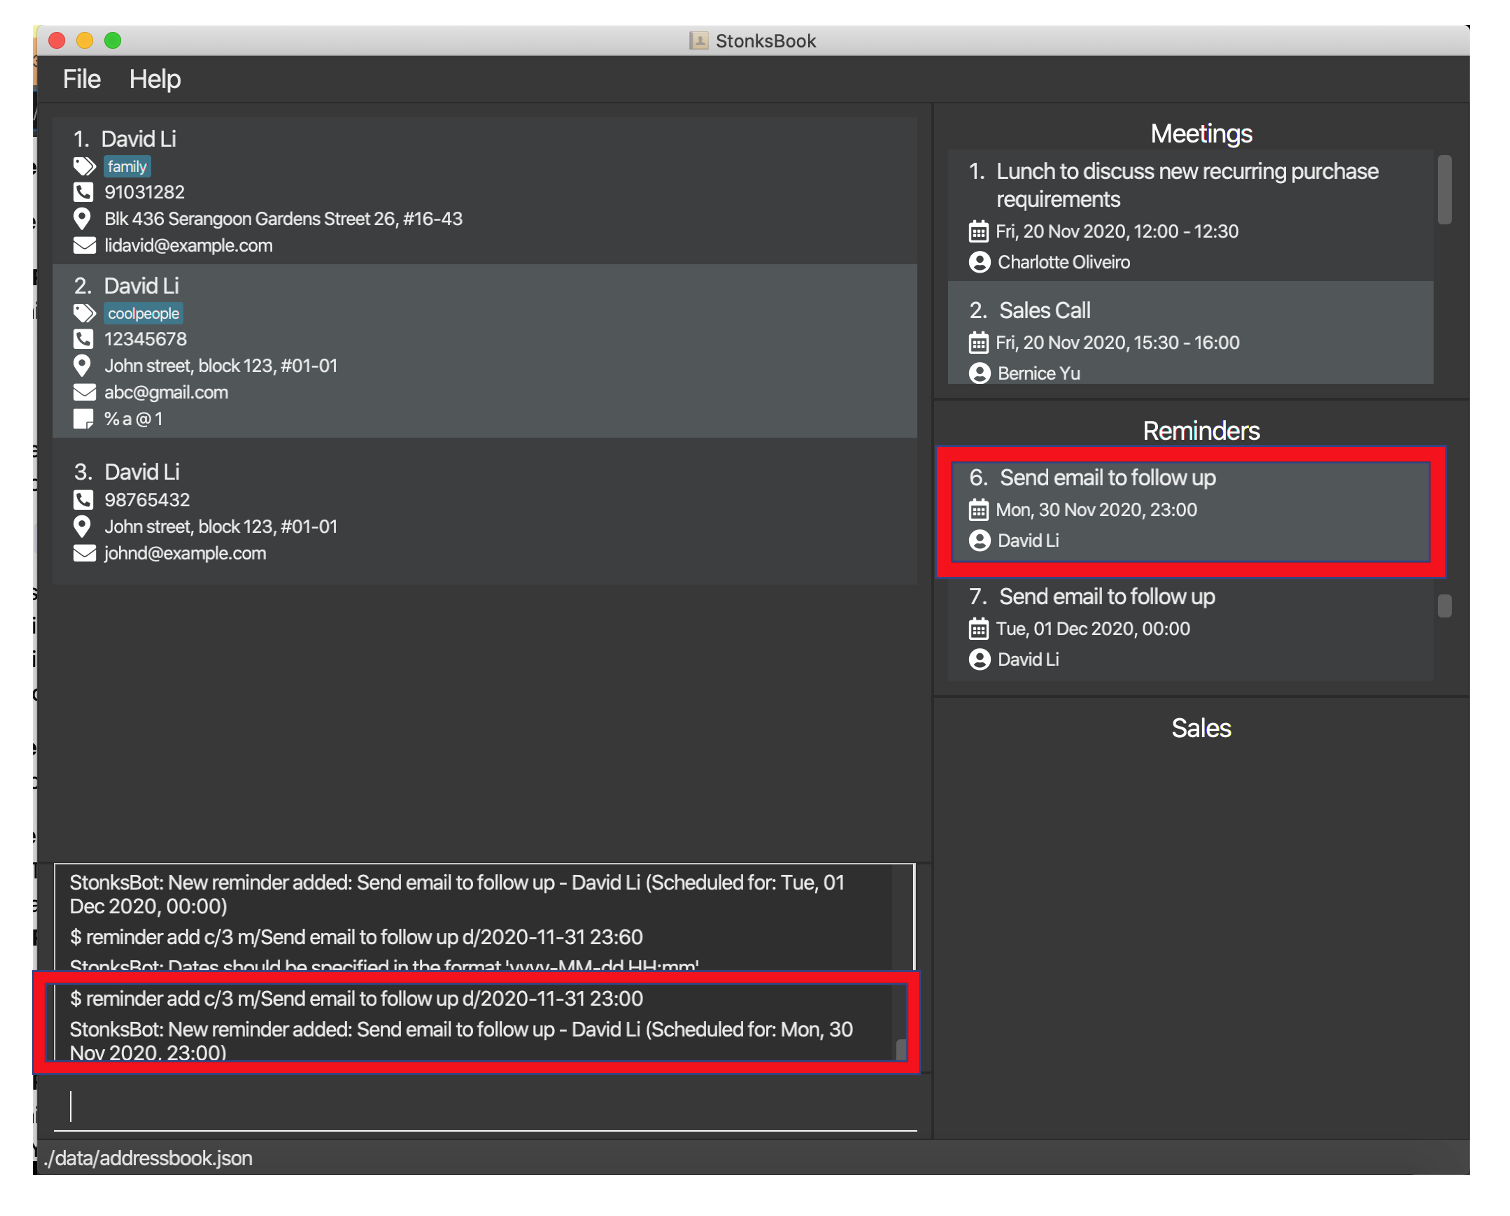 StonksBook
File Help
1. David Li
family
91031282
Blk 436 Serangoon Gardens Street 26, #16-43
lidavid@example.com
2. David Li
coolpeople
12345678
John street, block 123, #01-01
abc@gmail.com
% a @ 1
3. David Li
98765432
John street, block 123, #01-01
johnd@example.com
StonksBot: New reminder added: Send email to follow up - David Li (Scheduled for: Tue, 01
Dec 2020, 00:00)
$ reminder add c/3 m/Send email to follow up d/2020-11-31 23:60
StonksBot: Dates should be specified in the format 'yyyy-MM-dd HH:mm'
$ reminder add c/3 m/Send email to follow up d/2020-11-31 23:00
StonksBot: New reminder added: Send email to follow up - David Li (Scheduled for: Mon, 30
Nov 2020, 23:00)
./data/addressbook.json
Meetings
1. Lunch to discuss new recurring purchase
requirements
Fri, 20 Nov 2020, 12:00 - 12:30
Charlotte Oliveiro
2. Sales Call
Fri, 20 Nov 2020, 15:30 - 16:00
Bernice Yu
Reminders
6. Send email to follow up
Mon, 30 Nov 2020, 23:00
David Li
7. Send email to follow up
Tue, 01 Dec 2020, 00:00
David Li
Sales